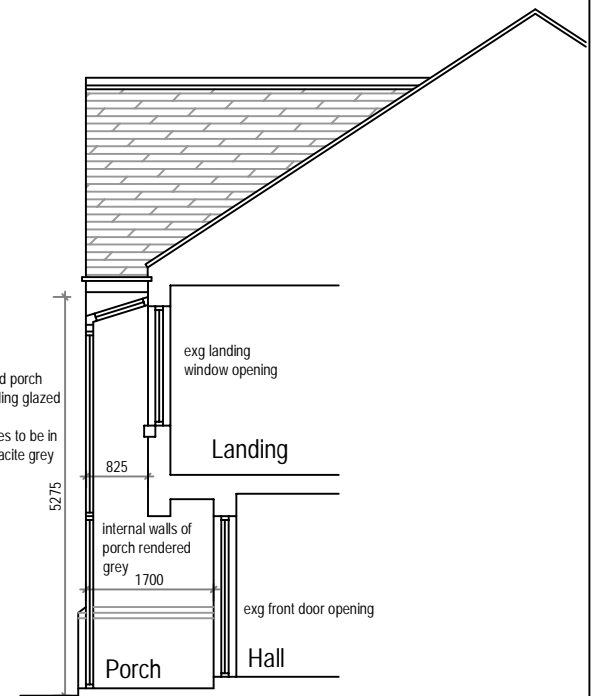 exg landing
window opening
d porch
ling glazed
es to be in
acite grey
Landing
825
5275
internal walls of
porch rendered
grey
1700
exg front door opening
Porch
Hall